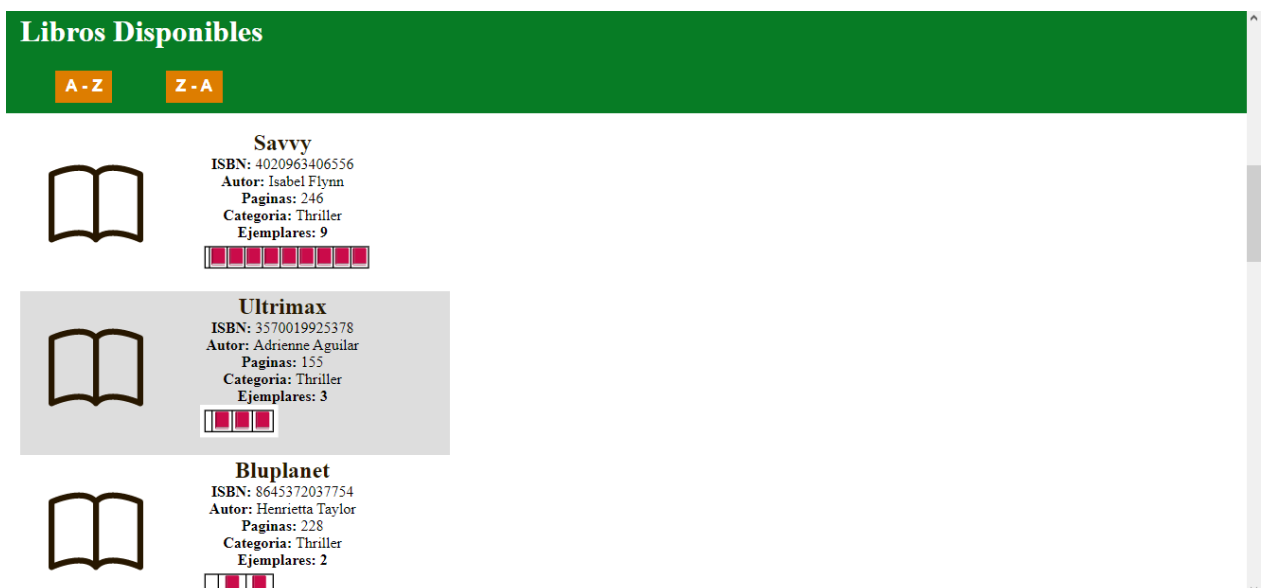 Libros Disponibles
A - Z
Z - A
Savvy
ISBN: 4020963406556
Autor: Isabel Flynn
Paginas: 246
Categoria: Thriller
Ejemplares: 9
Ultrimax
ISBN: 3570019925378
Autor: Adrienne Aguilar
Paginas: 155
Categoria: Thriller
Ejemplares: 3
Bluplanet
ISBN: 8645372037754
Autor: Henrietta Taylor
Paginas: 228
Categoria: Thriller
Ejemplares: 2